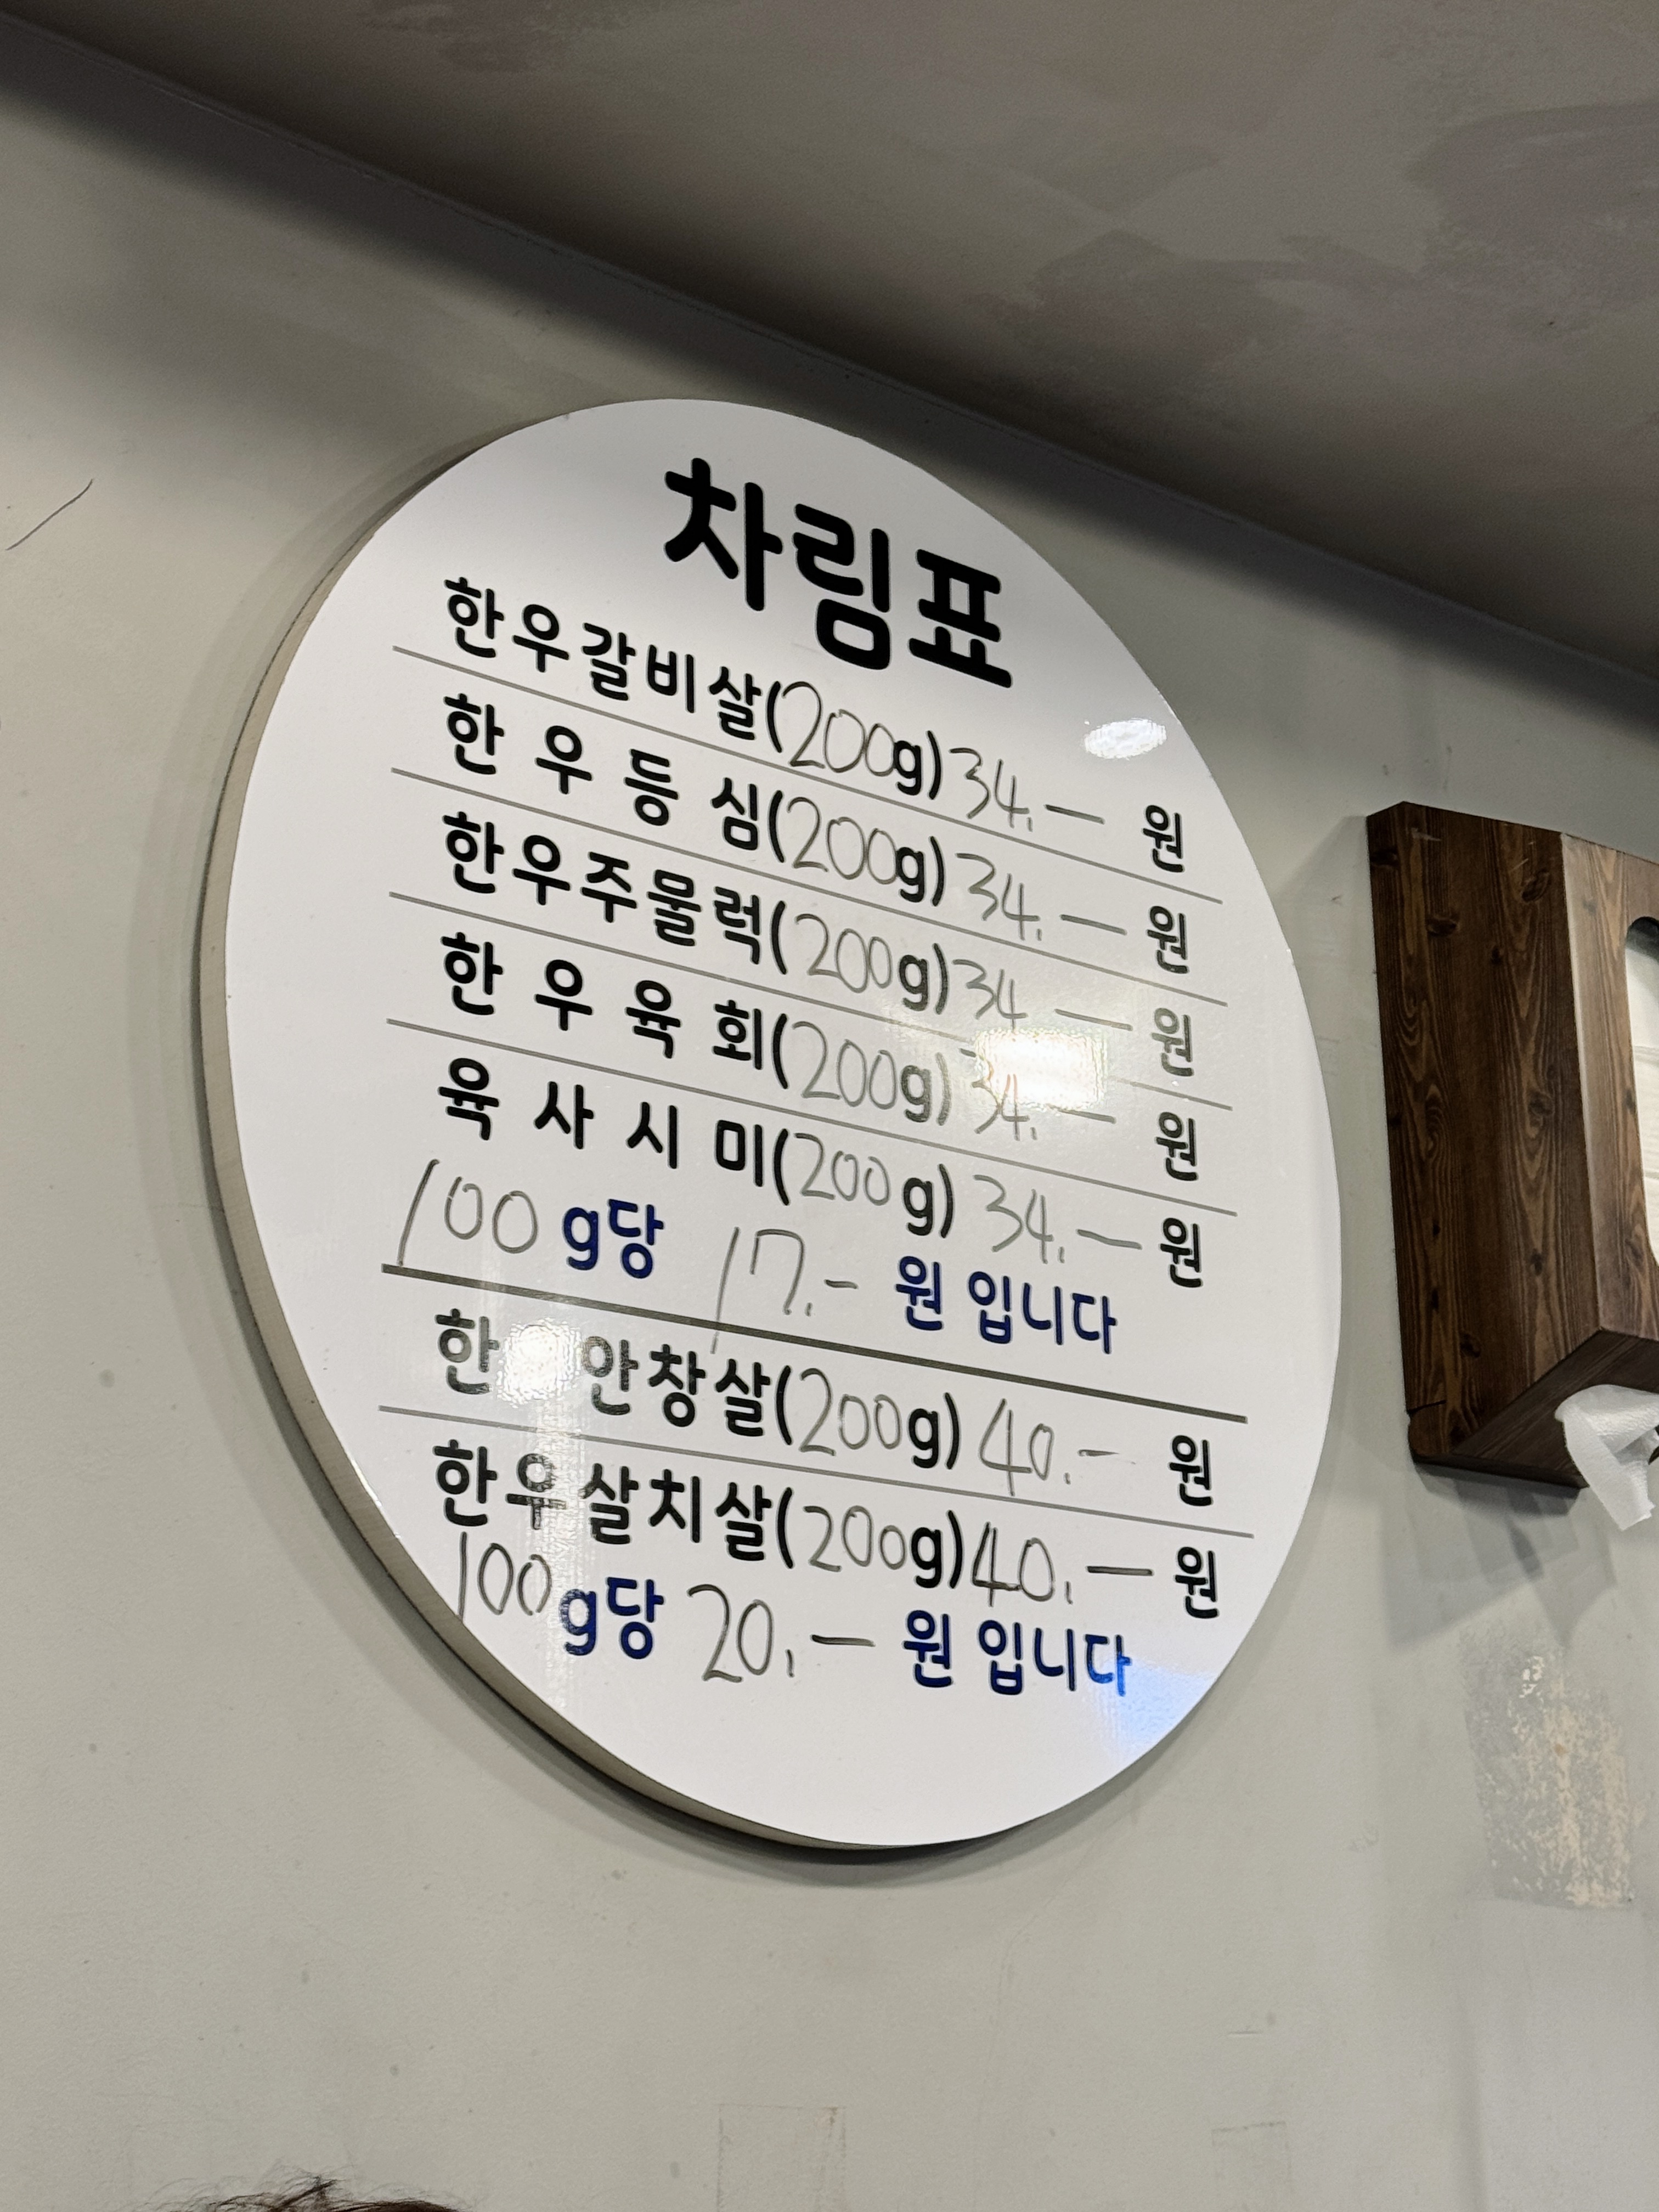 차림표
한우갈비살(200g) 34.— 원
한우등심(200g) 34.— 원
한우주물럭(200g) 34 — 원
한우육회(200g) 34.— 원
육사시미(200g) 34.— 원
100 g당 17.- 원 입니다
한 안창살(200g) 40.- 원
한우살치살(200g) 40.— 원
100g당 20.— 원 입니다